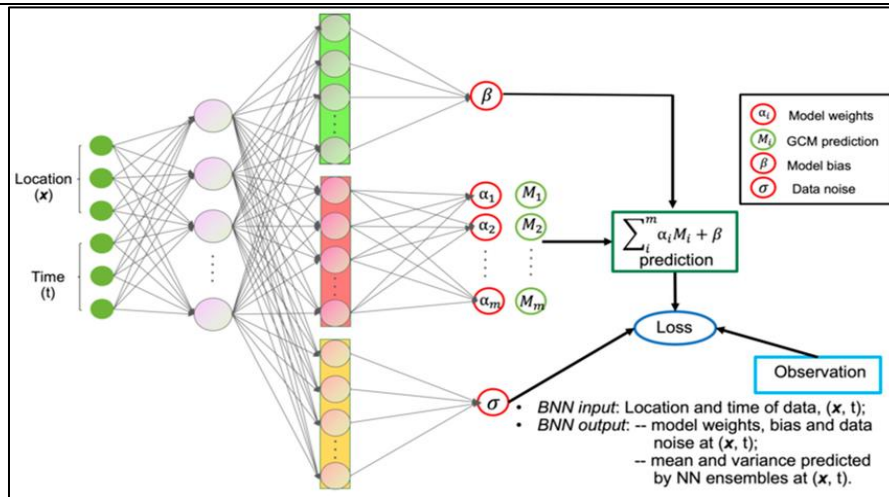 Location
(x)
Time
(t)
β
α₁ M₁
α₂ M₂
αₘ Mₘ
σ
∑ᵢᵐ αᵢMᵢ + β
prediction
Loss
Observation
αᵢ Model weights
Mᵢ GCM prediction
β Model bias
σ Data noise
• BNN input: Location and time of data, (x, t);
• BNN output: -- model weights, bias and data
noise at (x, t);
-- mean and variance predicted
by NN ensembles at (x, t).